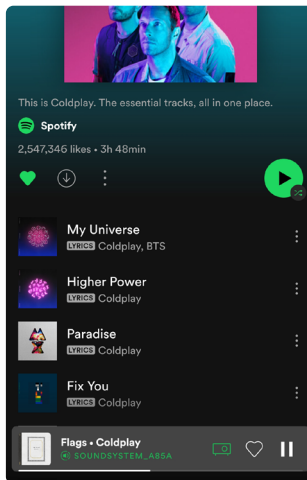 This is Coldplay. The essential tracks, all in one place.
Spotify
2,547,346 likes • 3h 48min
My Universe
LYRICS Coldplay, BTS
Higher Power
LYRICS Coldplay
Paradise
LYRICS Coldplay
Fix You
LYRICS Coldplay
Flags • Coldplay
SOUNDSYSTEM_A85A